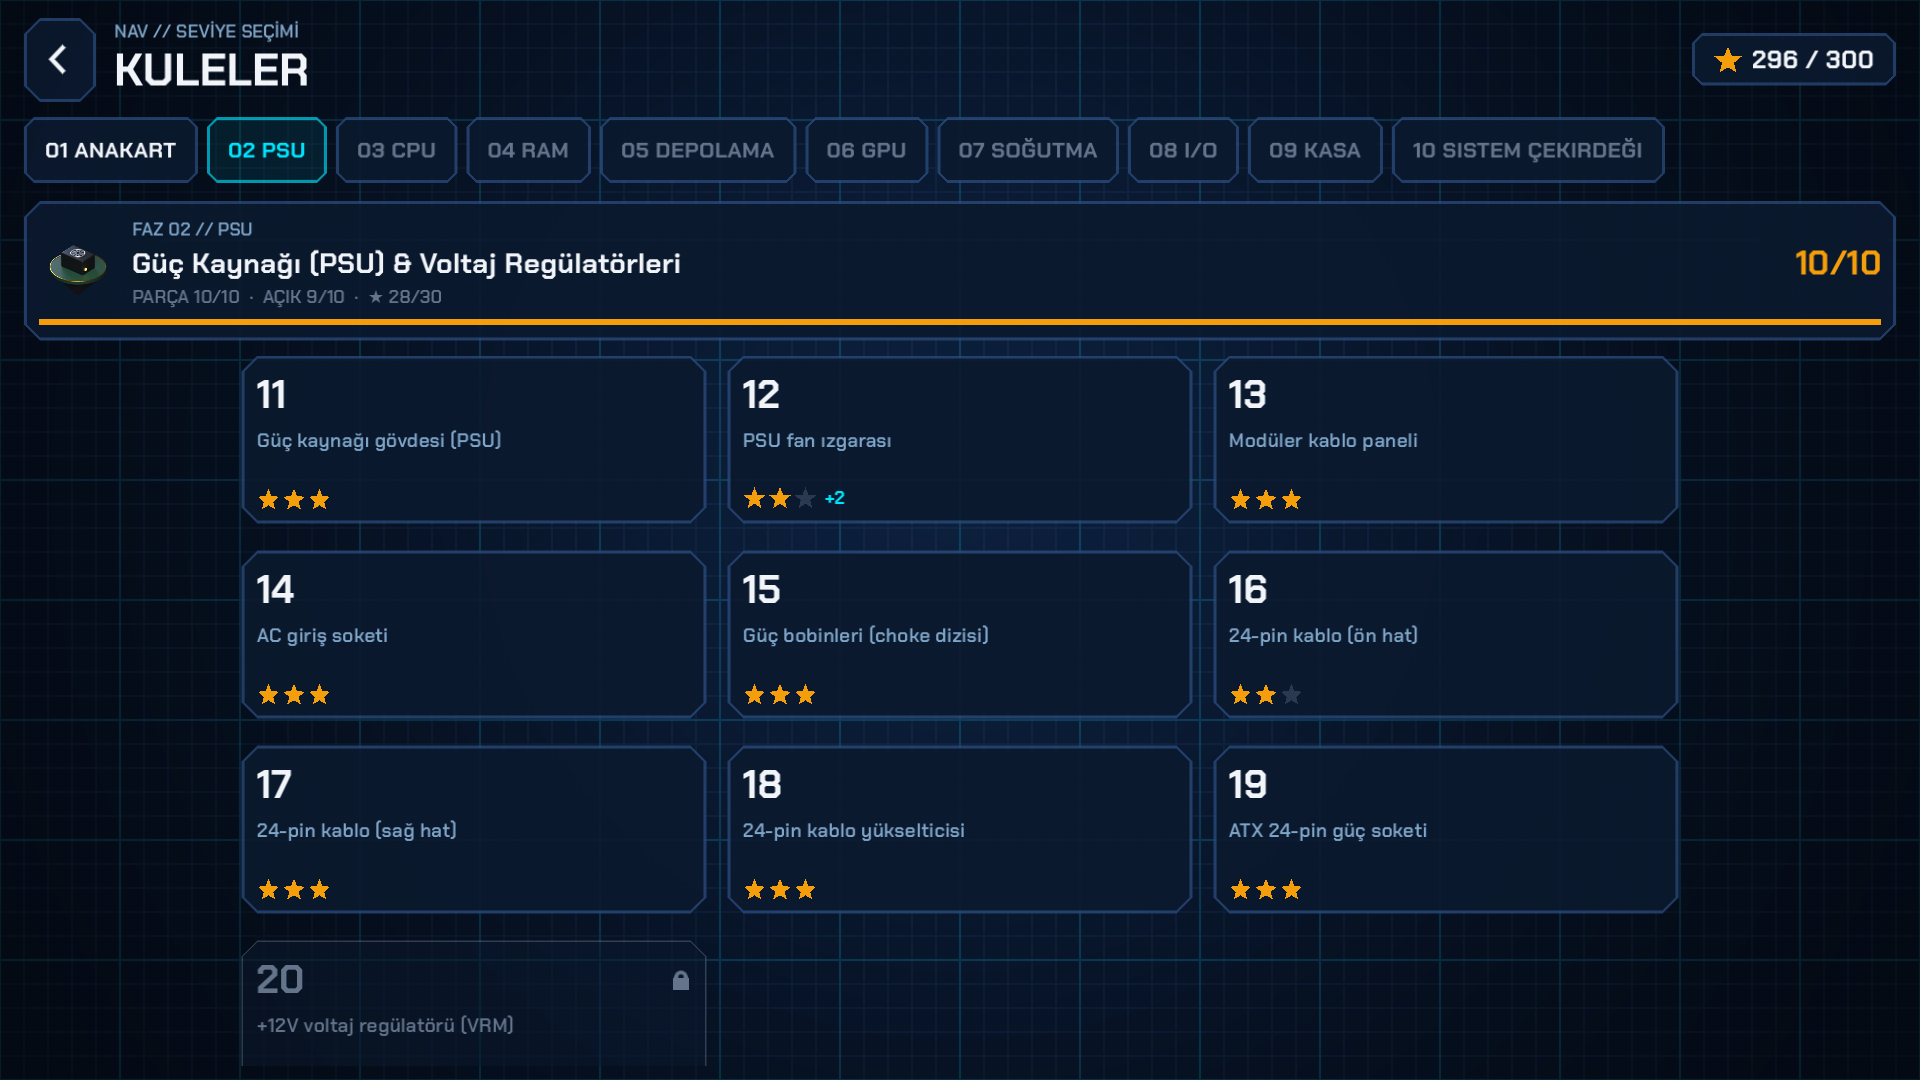 NAV // SEVİYE SEÇİMİ
KULELER
296 / 300
01 ANAKART
02 PSU
03 CPU
04 RAM
05 DEPOLAMA
06 GPU
07 SOĞUTMA
08 I/O
09 KASA
10 SISTEM ÇEKIRDEĞI
FAZ 02 // PSU
Güç Kaynağı (PSU) & Voltaj Regülatörleri
PARÇA 10/10 · AÇIK 9/10 · ★ 28/30
10/10
11
Güç kaynağı gövdesi (PSU)
12
PSU fan ızgarası
+2
13
Modüler kablo paneli
14
AC giriş soketi
15
Güç bobinleri (choke dizisi)
16
24-pin kablo (ön hat)
17
24-pin kablo (sağ hat)
18
24-pin kablo yükselticisi
19
ATX 24-pin güç soketi
20
+12V voltaj regülatörü (VRM)